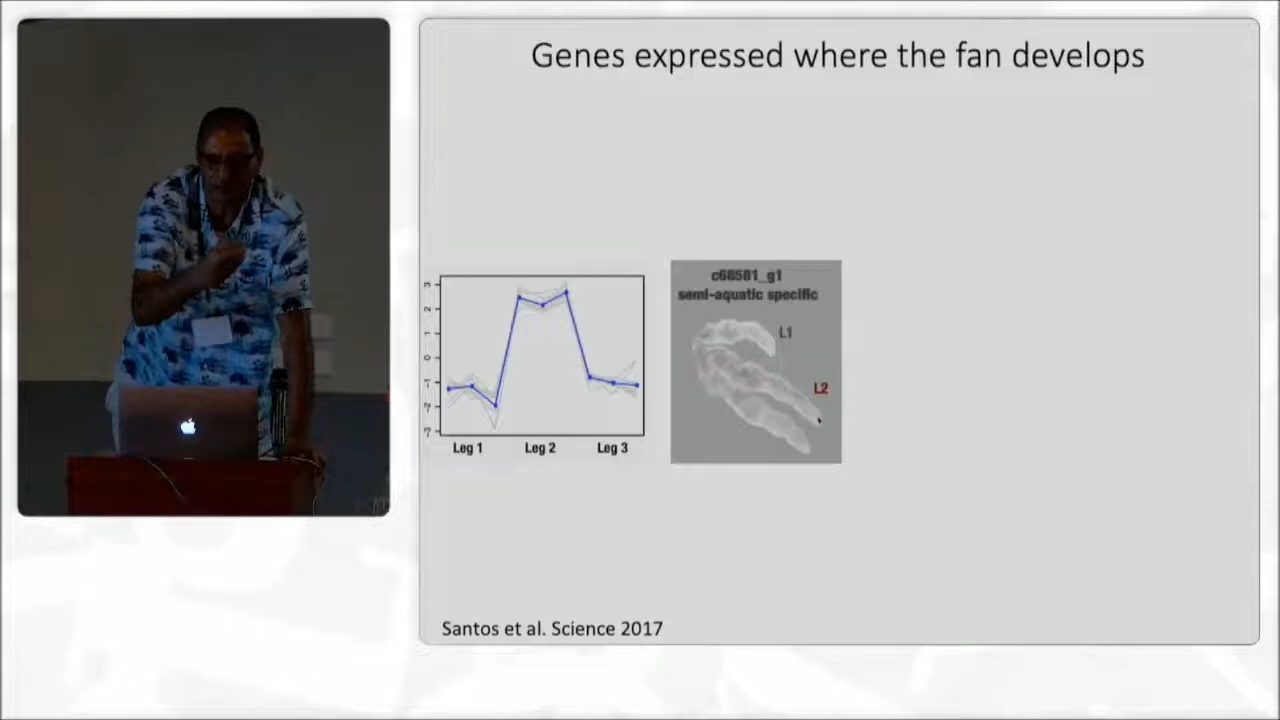 Genes expressed where the fan develops
3
2
1
0
-1
-2
-3
Leg 1 Leg 2 Leg 3
c68581_g1
semi-aquatic specific
L1
L2
Santos et al. Science 2017